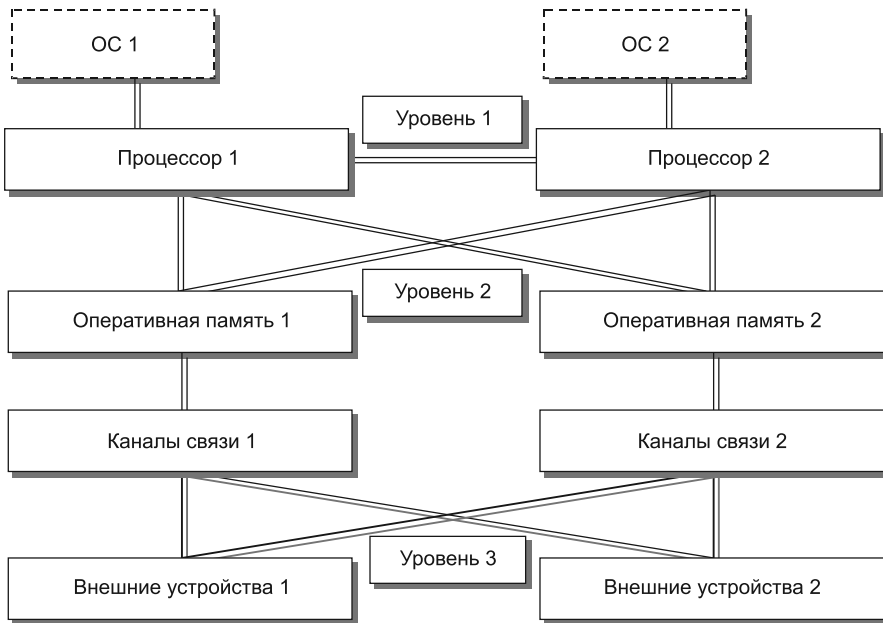 ОС 1
ОС 2
Уровень 1
Процессор 1
Процессор 2
Уровень 2
Оперативная память 1
Оперативная память 2
Каналы связи 1
Каналы связи 2
Уровень 3
Внешние устройства 1
Внешние устройства 2